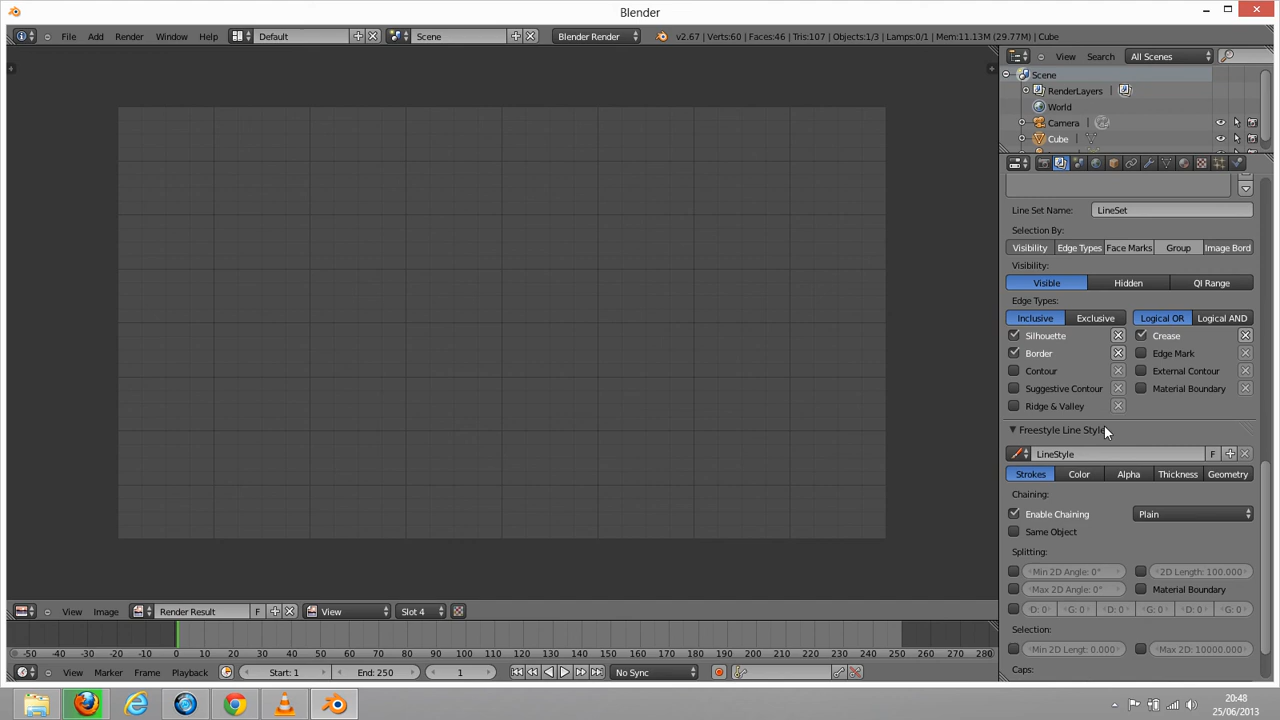 Blender
File Add Render Window Help Default Scene Blender Render v2.67 | Verts:60 | Faces:46 | Tris:107 | Objects:1/3 | Lamps:0/1 | Mem:11.13M (29.77M) | Cube
View Search All Scenes
Scene
RenderLayers
World
Camera
Cube
Line Set Name: LineSet
Selection By:
Visibility Edge Types Face Marks Group Image Bord
Visibility:
Visible Hidden QI Range
Edge Types:
Inclusive Exclusive Logical OR Logical AND
Silhouette Crease
Border Edge Mark
Contour External Contour
Suggestive Contour Material Boundary
Ridge & Valley
Freestyle Line Style
LineStyle F
Strokes Color Alpha Thickness Geometry
Chaining:
Enable Chaining Plain
Same Object
Splitting:
Min 2D Angle: 0° 2D Length: 100.000
Max 2D Angle: 0° Material Boundary
D: 0 G: 0 D: 0 G: 0 D: 0 G: 0
Selection:
Min 2D Lengt: 0.000 Max 2D: 10000.000
Caps:
View Image Render Result F View Slot 4
-50 -40 -30 -20 -10 0 10 20 30 40 50 60 70 80 90 100 110 120 130 140 150 160 170 180 190 200 210 220 230 240 250 260 270 280
View Marker Frame Playback Start: 1 End: 250 1 No Sync
20:48
25/06/2013